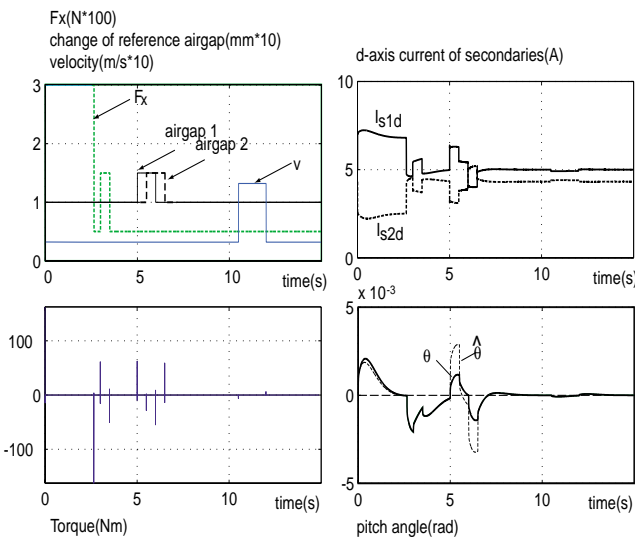 Fx(N*100)
change of reference airgap(mm*10)
velocity(m/s*10)
3
2
1
0
Fx
airgap 1
airgap 2
v
0
5
10
time(s)
d-axis current of secondaries(A)
10
5
0
Is1d
Is2d
0
5
10
time(s)
100
0
-100
0
5
10
time(s)
Torque(Nm)
x 10-3
5
0
-5
θ
θ̂
0
5
10
time(s)
pitch angle(rad)